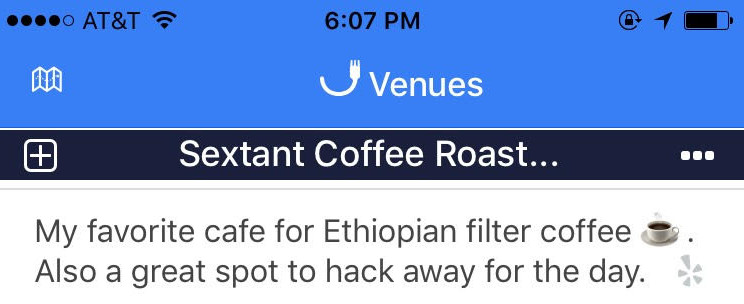 AT&T 6:07 PM
Venues
Sextant Coffee Roast...
My favorite cafe for Ethiopian filter coffee ☕.
Also a great spot to hack away for the day.